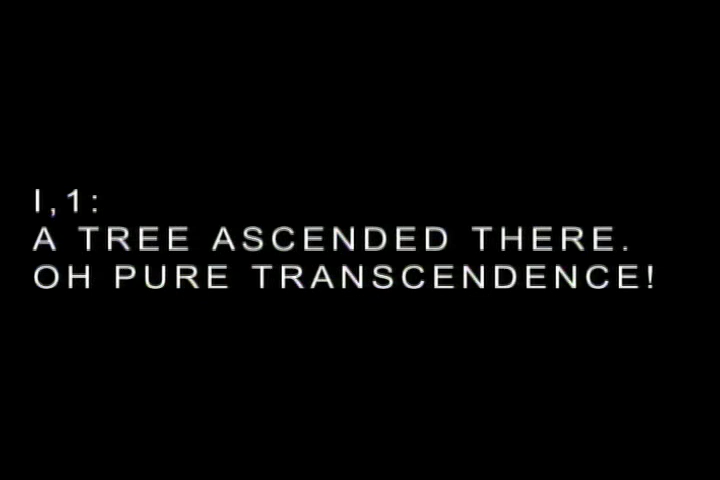 I,1:
A TREE ASCENDED THERE.
OH PURE TRANSCENDENCE!